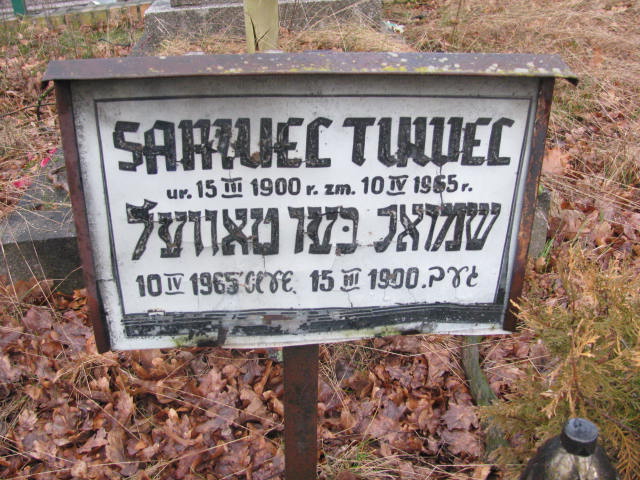 SAMUEL TUWEL
ur. 15 III 1900 r. zm. 10 IV 1965 r.
שמואל בער טאוועל
געב. 15 III 1900. געש' 10 IV 1965